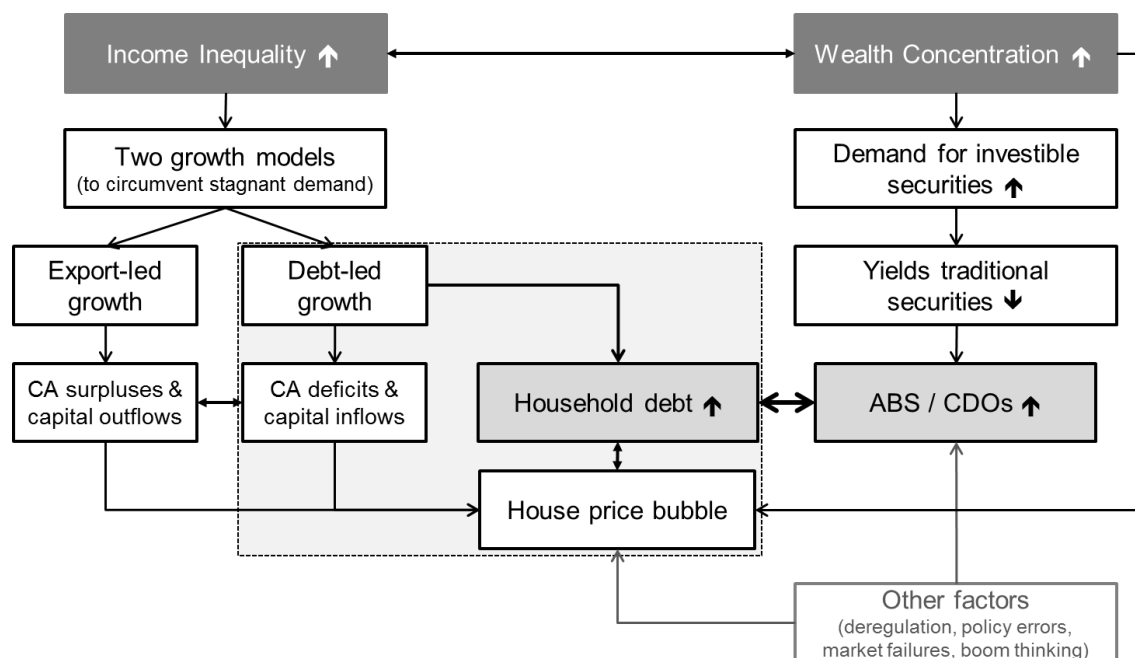 Income Inequality ↑
Wealth Concentration ↑
Two growth models
(to circumvent stagnant demand)
Demand for investible
securities ↑
Export-led
growth
Debt-led
growth
Yields traditional
securities ↓
CA surpluses &
capital outflows
CA deficits &
capital inflows
Household debt ↑
ABS / CDOs ↑
House price bubble
Other factors
(deregulation, policy errors,
market failures, boom thinking)